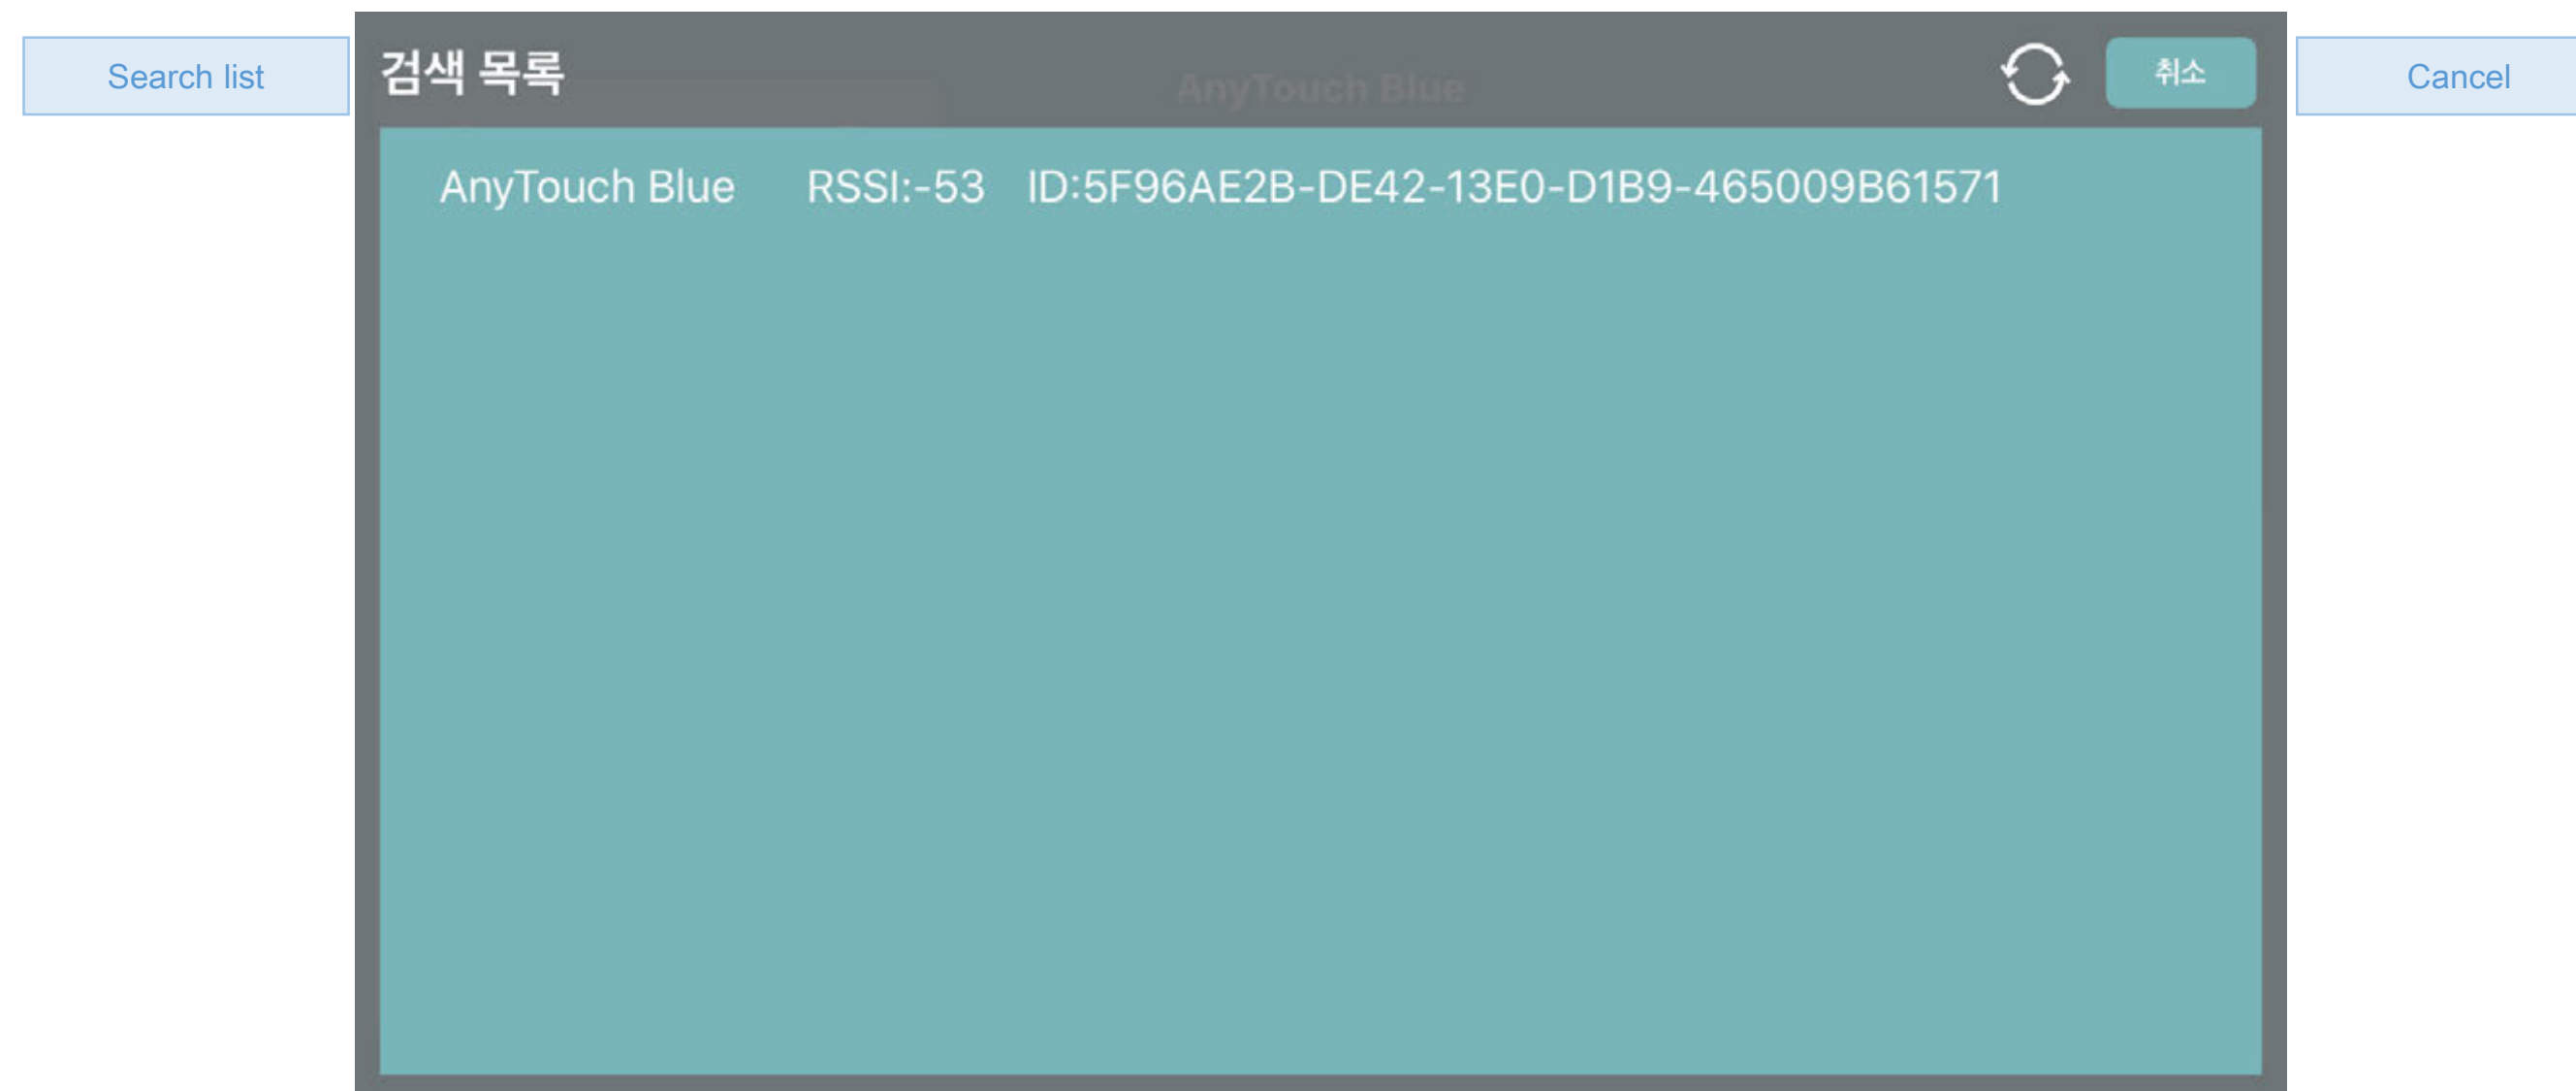 Search list
검색 목록
AnyTouch Blue
취소
Cancel
AnyTouch Blue RSSI:-53 ID:5F96AE2B-DE42-13E0-D1B9-465009B61571